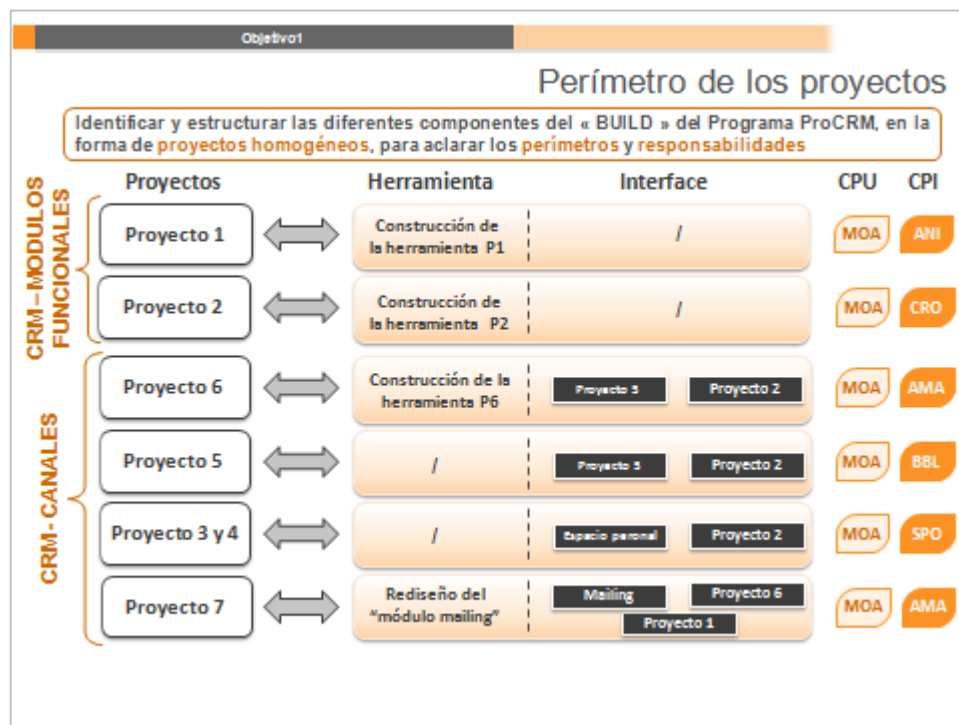 Objetivo1
Perímetro de los proyectos
Identificar y estructurar las diferentes componentes del « BUILD » del Programa ProCRM, en la
forma de proyectos homogéneos, para aclarar los perímetros y responsabilidades
Proyectos Herramienta Interface CPU CPI
CRM – MODULOS
FUNCIONALES
Proyecto 1
Construcción de
la herramienta P1
/
MOA
ANI
Proyecto 2
Construcción de
la herramienta P2
/
MOA
CRO
CRM - CANALES
Proyecto 6
Construcción de la
herramienta P6
Proyecto 3
Proyecto 2
MOA
AMA
Proyecto 5
/
Proyecto 3
Proyecto 2
MOA
BBL
Proyecto 3 y 4
/
Espacio personal
Proyecto 2
MOA
SPO
Proyecto 7
Rediseño del
“módulo mailing”
Mailing
Proyecto 6
Proyecto 1
MOA
AMA